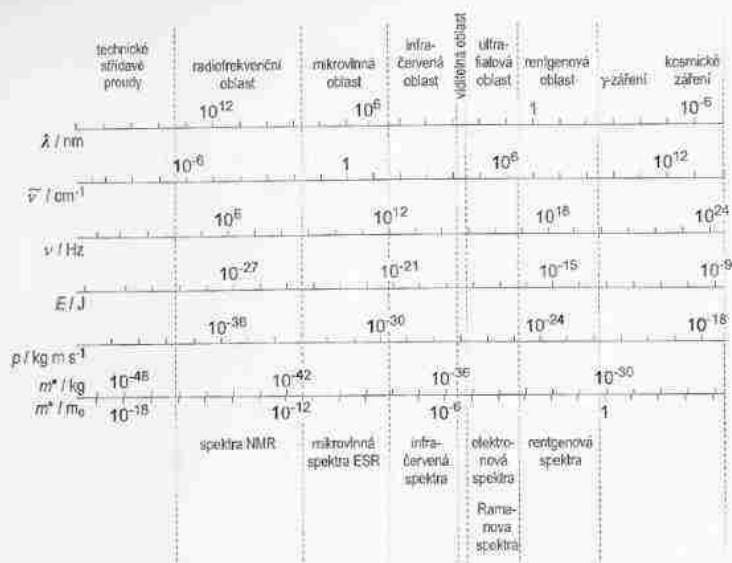 technické
střídavé
proudy
radiofrekvenční
oblast
mikrovlnná
oblast
infra-
červená
oblast
viditelná oblast
ultra-
fialová
oblast
rentgenová
oblast
γ-záření
kosmické
záření
10¹² 10⁶ 1 10⁻⁶
λ / nm
10⁻⁶ 1 10⁶ 10¹²
ν̃ / cm⁻¹
10⁶ 10¹² 10¹⁸ 10²⁴
ν / Hz
10⁻²⁷ 10⁻²¹ 10⁻¹⁵ 10⁻⁹
E / J
10⁻³⁶ 10⁻³⁰ 10⁻²⁴ 10⁻¹⁸
p / kg m s⁻¹
m* / kg 10⁻⁴⁸ 10⁻⁴² 10⁻³⁶ 10⁻³⁰
m* / mₑ 10⁻¹⁸ 10⁻¹² 10⁻⁶ 1
spektra NMR
mikrovlnná
spektra ESR
infra-
červená
spektra
elektro-
nová
spektra
rentgenová
spektra
Rama-
nova
spektra